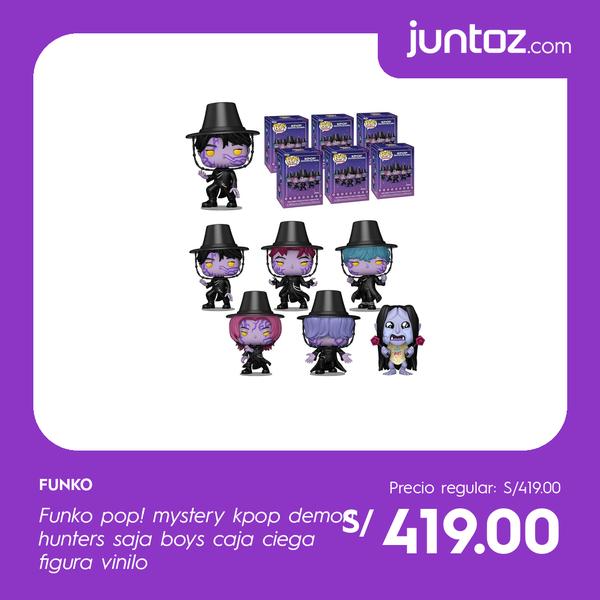 juntoz.com
FUNKO
Funko pop! mystery kpop demon
hunters saja boys caja ciega
figura vinilo
Precio regular: S/419.00
S/ 419.00